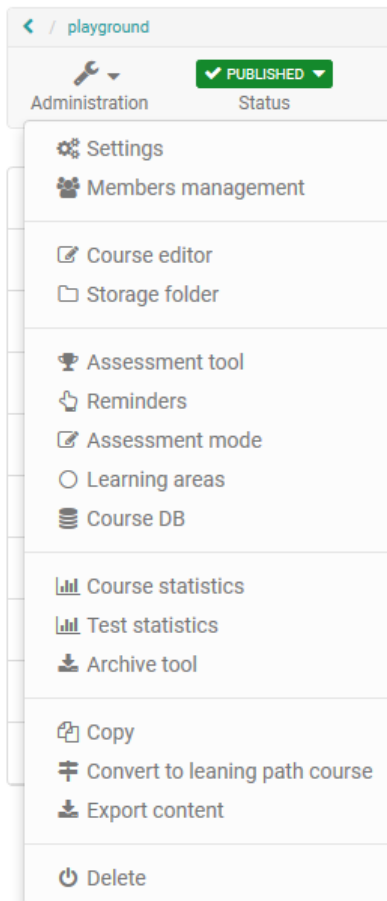 / playground
PUBLISHED
Administration Status
Settings
Members management
Course editor
Storage folder
Assessment tool
Reminders
Assessment mode
Learning areas
Course DB
Course statistics
Test statistics
Archive tool
Copy
Convert to leaning path course
Export content
Delete